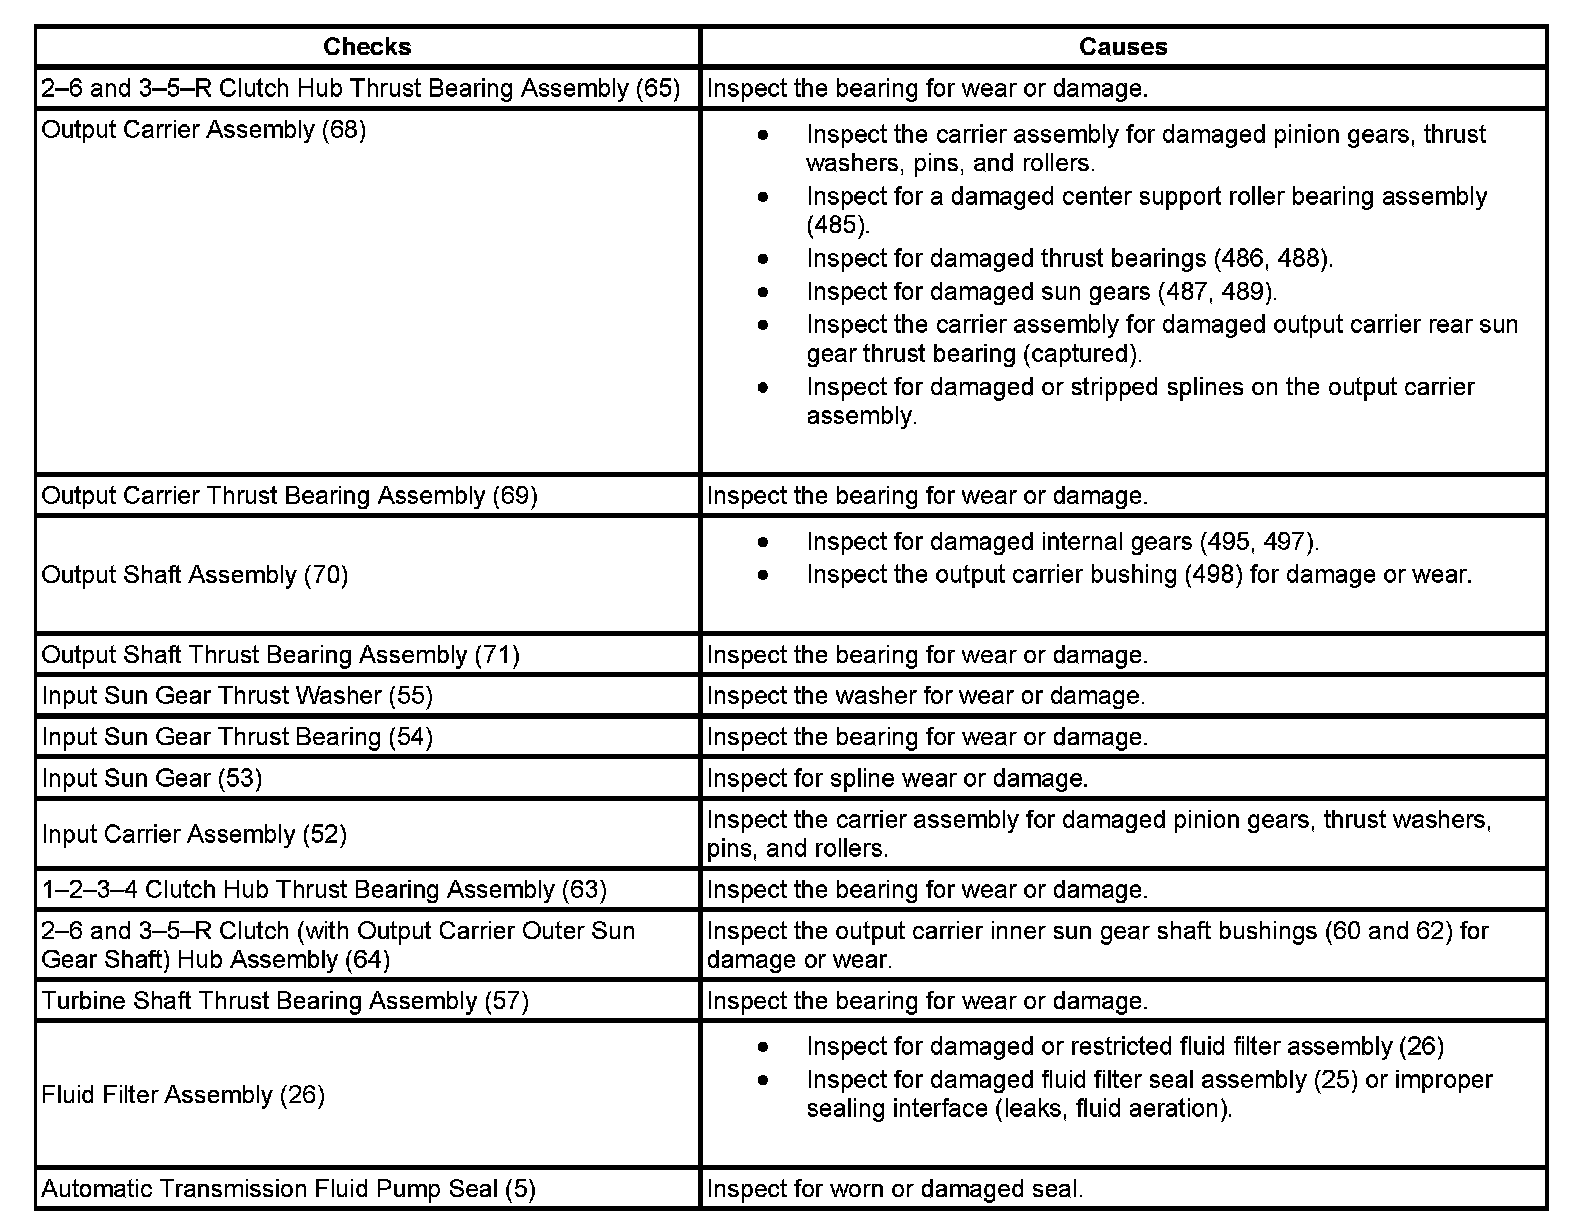 Checks Causes
2–6 and 3–5–R Clutch Hub Thrust Bearing Assembly (65) Inspect the bearing for wear or damage.
Output Carrier Assembly (68)
● Inspect the carrier assembly for damaged pinion gears, thrust
washers, pins, and rollers.
● Inspect for a damaged center support roller bearing assembly
(485).
● Inspect for damaged thrust bearings (486, 488).
● Inspect for damaged sun gears (487, 489).
● Inspect the carrier assembly for damaged output carrier rear sun
gear thrust bearing (captured).
● Inspect for damaged or stripped splines on the output carrier
assembly.
Output Carrier Thrust Bearing Assembly (69) Inspect the bearing for wear or damage.
Output Shaft Assembly (70)
● Inspect for damaged internal gears (495, 497).
● Inspect the output carrier bushing (498) for damage or wear.
Output Shaft Thrust Bearing Assembly (71) Inspect the bearing for wear or damage.
Input Sun Gear Thrust Washer (55) Inspect the washer for wear or damage.
Input Sun Gear Thrust Bearing (54) Inspect the bearing for wear or damage.
Input Sun Gear (53) Inspect for spline wear or damage.
Input Carrier Assembly (52)
Inspect the carrier assembly for damaged pinion gears, thrust washers,
pins, and rollers.
1–2–3–4 Clutch Hub Thrust Bearing Assembly (63) Inspect the bearing for wear or damage.
2–6 and 3–5–R Clutch (with Output Carrier Outer Sun
Gear Shaft) Hub Assembly (64)
Inspect the output carrier inner sun gear shaft bushings (60 and 62) for
damage or wear.
Turbine Shaft Thrust Bearing Assembly (57) Inspect the bearing for wear or damage.
Fluid Filter Assembly (26)
● Inspect for damaged or restricted fluid filter assembly (26)
● Inspect for damaged fluid filter seal assembly (25) or improper
sealing interface (leaks, fluid aeration).
Automatic Transmission Fluid Pump Seal (5) Inspect for worn or damaged seal.